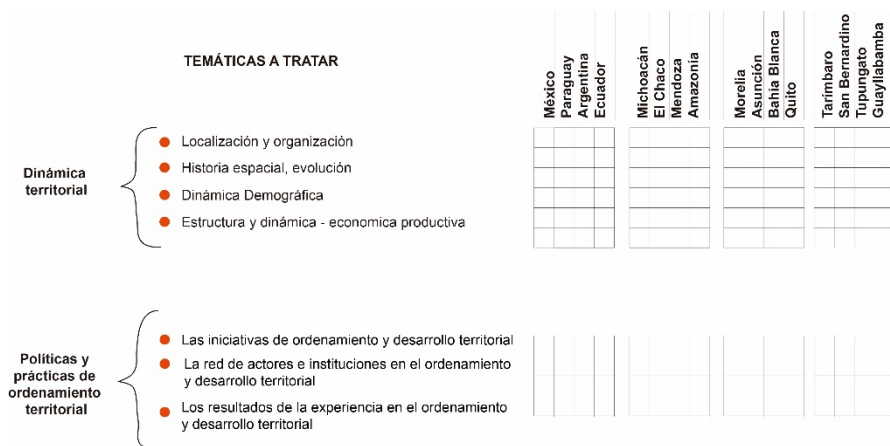 TEMÁTICAS A TRATAR
México
Paraguay
Argentina
Ecuador
Michoacán
El Chaco
Mendoza
Amazonía
Morelia
Asunción
Bahía Blanca
Quito
Tarímbaro
San Bernardino
Tupungato
Guayllabamba
Dinámica
territorial
Localización y organización
Historia espacial, evolución
Dinámica Demográfica
Estructura y dinámica - economica productiva
Políticas y
prácticas de
ordenamiento
territorial
Las iniciativas de ordenamiento y desarrollo territorial
La red de actores e instituciones en el ordenamiento
y desarrollo territorial
Los resultados de la experiencia en el ordenamiento
y desarrollo territorial